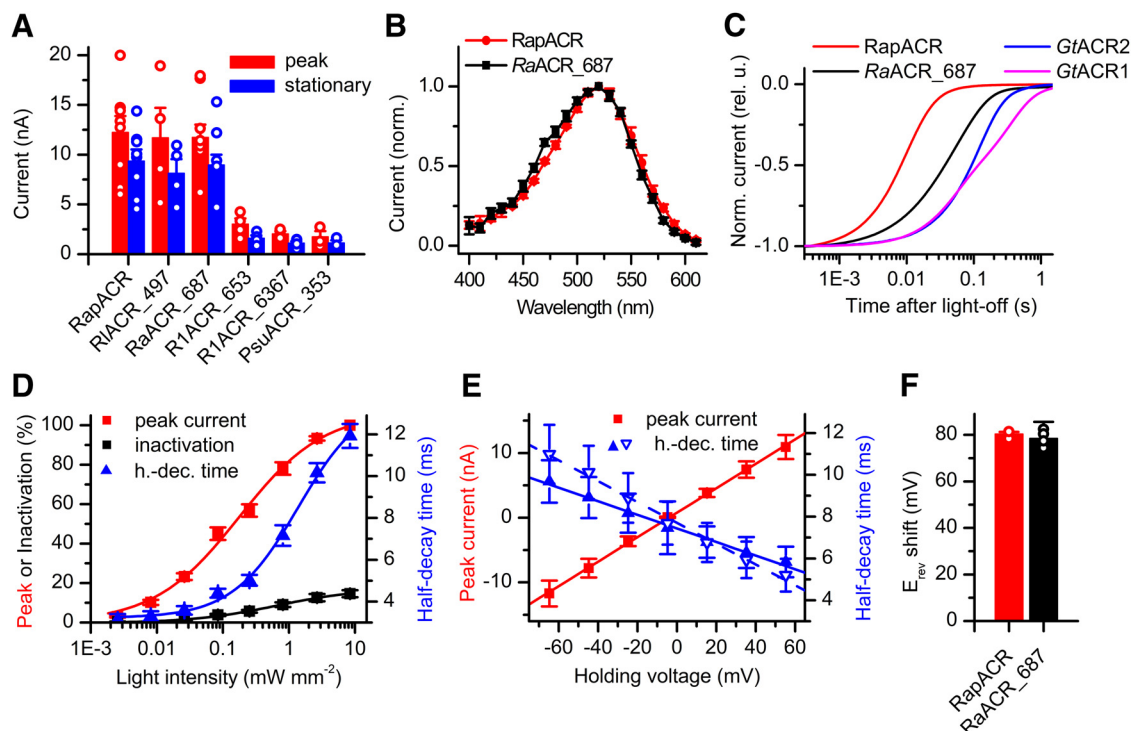 A
peak
stationary
Current (nA)
20
15
10
5
0
RapACR
RlACR_497
RaACR_687
R1ACR_653
R1ACR_6367
PsuACR_353
B
RapACR
RaACR_687
Current (norm.)
1.0
0.5
0.0
400 450 500 550 600
Wavelength (nm)
C
RapACR GtACR2
RaACR_687 GtACR1
Norm. current (rel. u.)
0.0
-0.5
-1.0
1E-3 0.01 0.1 1
Time after light-off (s)
D
peak current
inactivation
h.-dec. time
Peak or Inactivation (%)
100
80
60
40
20
0
1E-3 0.01 0.1 1 10
Light intensity (mW mm-2)
Half-decay time (ms)
12
10
8
6
4
E
peak current
h.-dec. time
Peak current (nA)
10
0
-10
-60 -40 -20 0 20 40 60
Holding voltage (mV)
Half-decay time (ms)
12
10
8
6
4
F
Erev shift (mV)
80
60
40
20
0
RapACR
RaACR_687